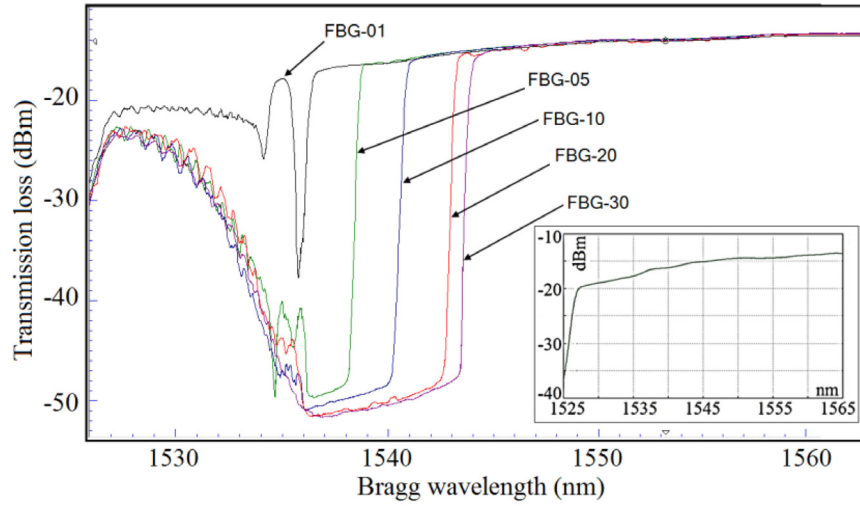 FBG-01
FBG-05
FBG-10
FBG-20
FBG-30
Transmission loss (dBm)
-20
-30
-40
-50
1530
1540
1550
1560
Bragg wavelength (nm)
-10
-20
-30
-40
dBm
nm
1525
1535
1545
1555
1565